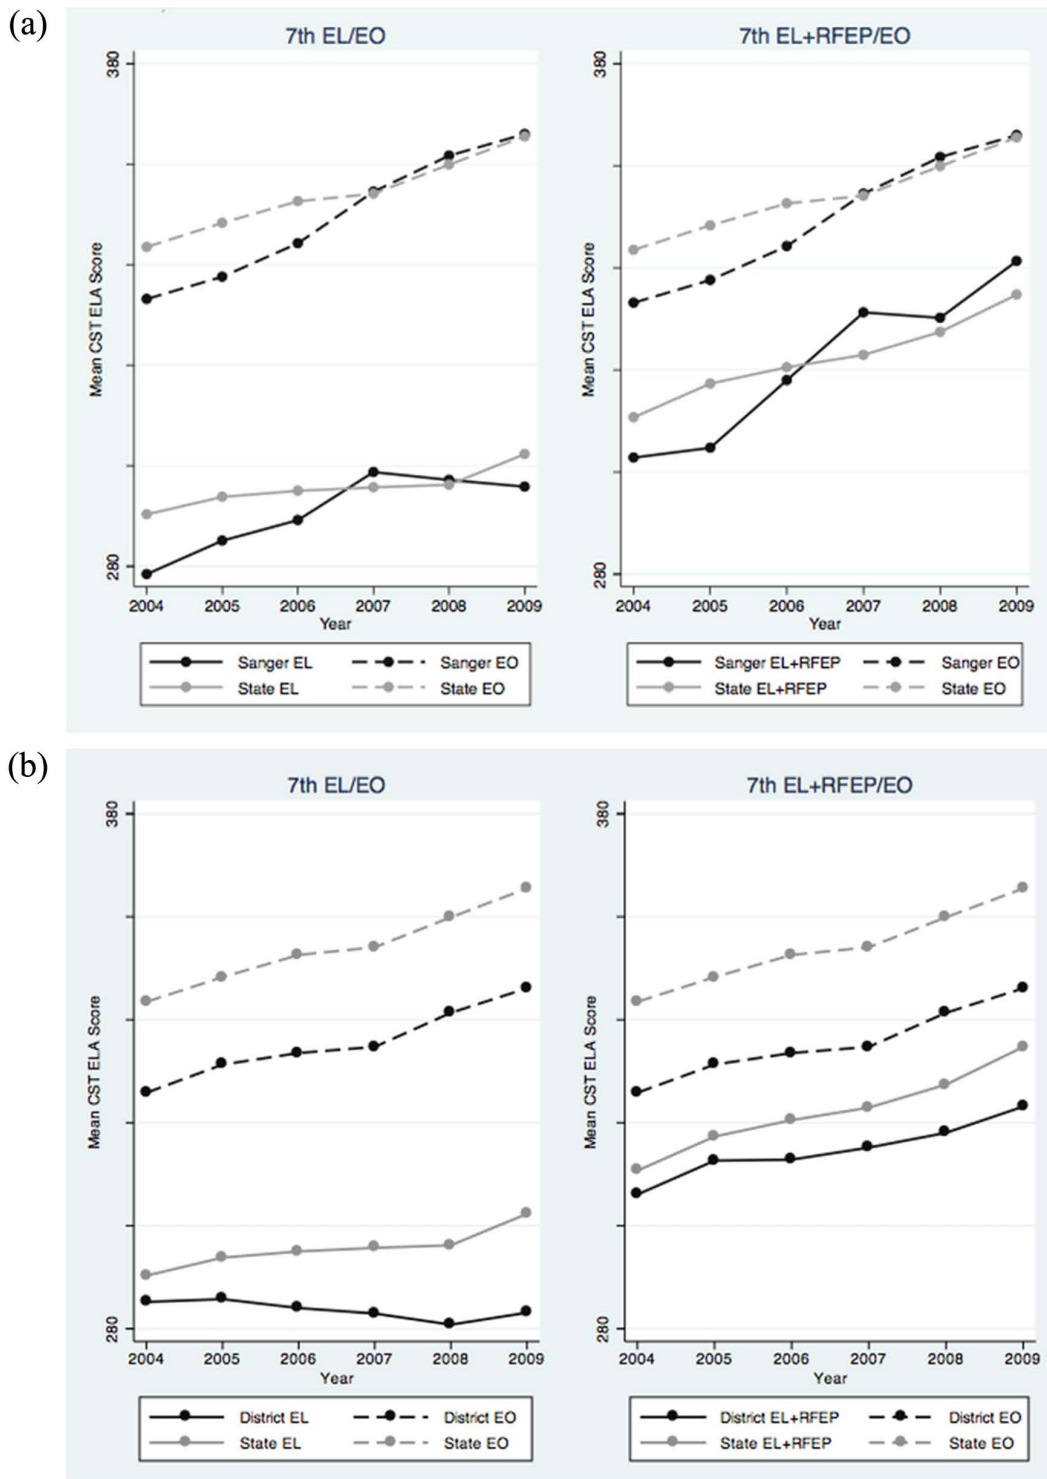 (a)
7th EL/EO
7th EL+RFEP/EO
380
380
Mean CST ELA Score
Mean CST ELA Score
280
280
2004 2005 2006 2007 2008 2009
2004 2005 2006 2007 2008 2009
Year
Year
Sanger EL Sanger EO
State EL State EO
Sanger EL+RFEP Sanger EO
State EL+RFEP State EO
(b)
7th EL/EO
7th EL+RFEP/EO
380
380
Mean CST ELA Score
Mean CST ELA Score
280
280
2004 2005 2006 2007 2008 2009
2004 2005 2006 2007 2008 2009
Year
Year
District EL District EO
State EL State EO
District EL+RFEP District EO
State EL+RFEP State EO